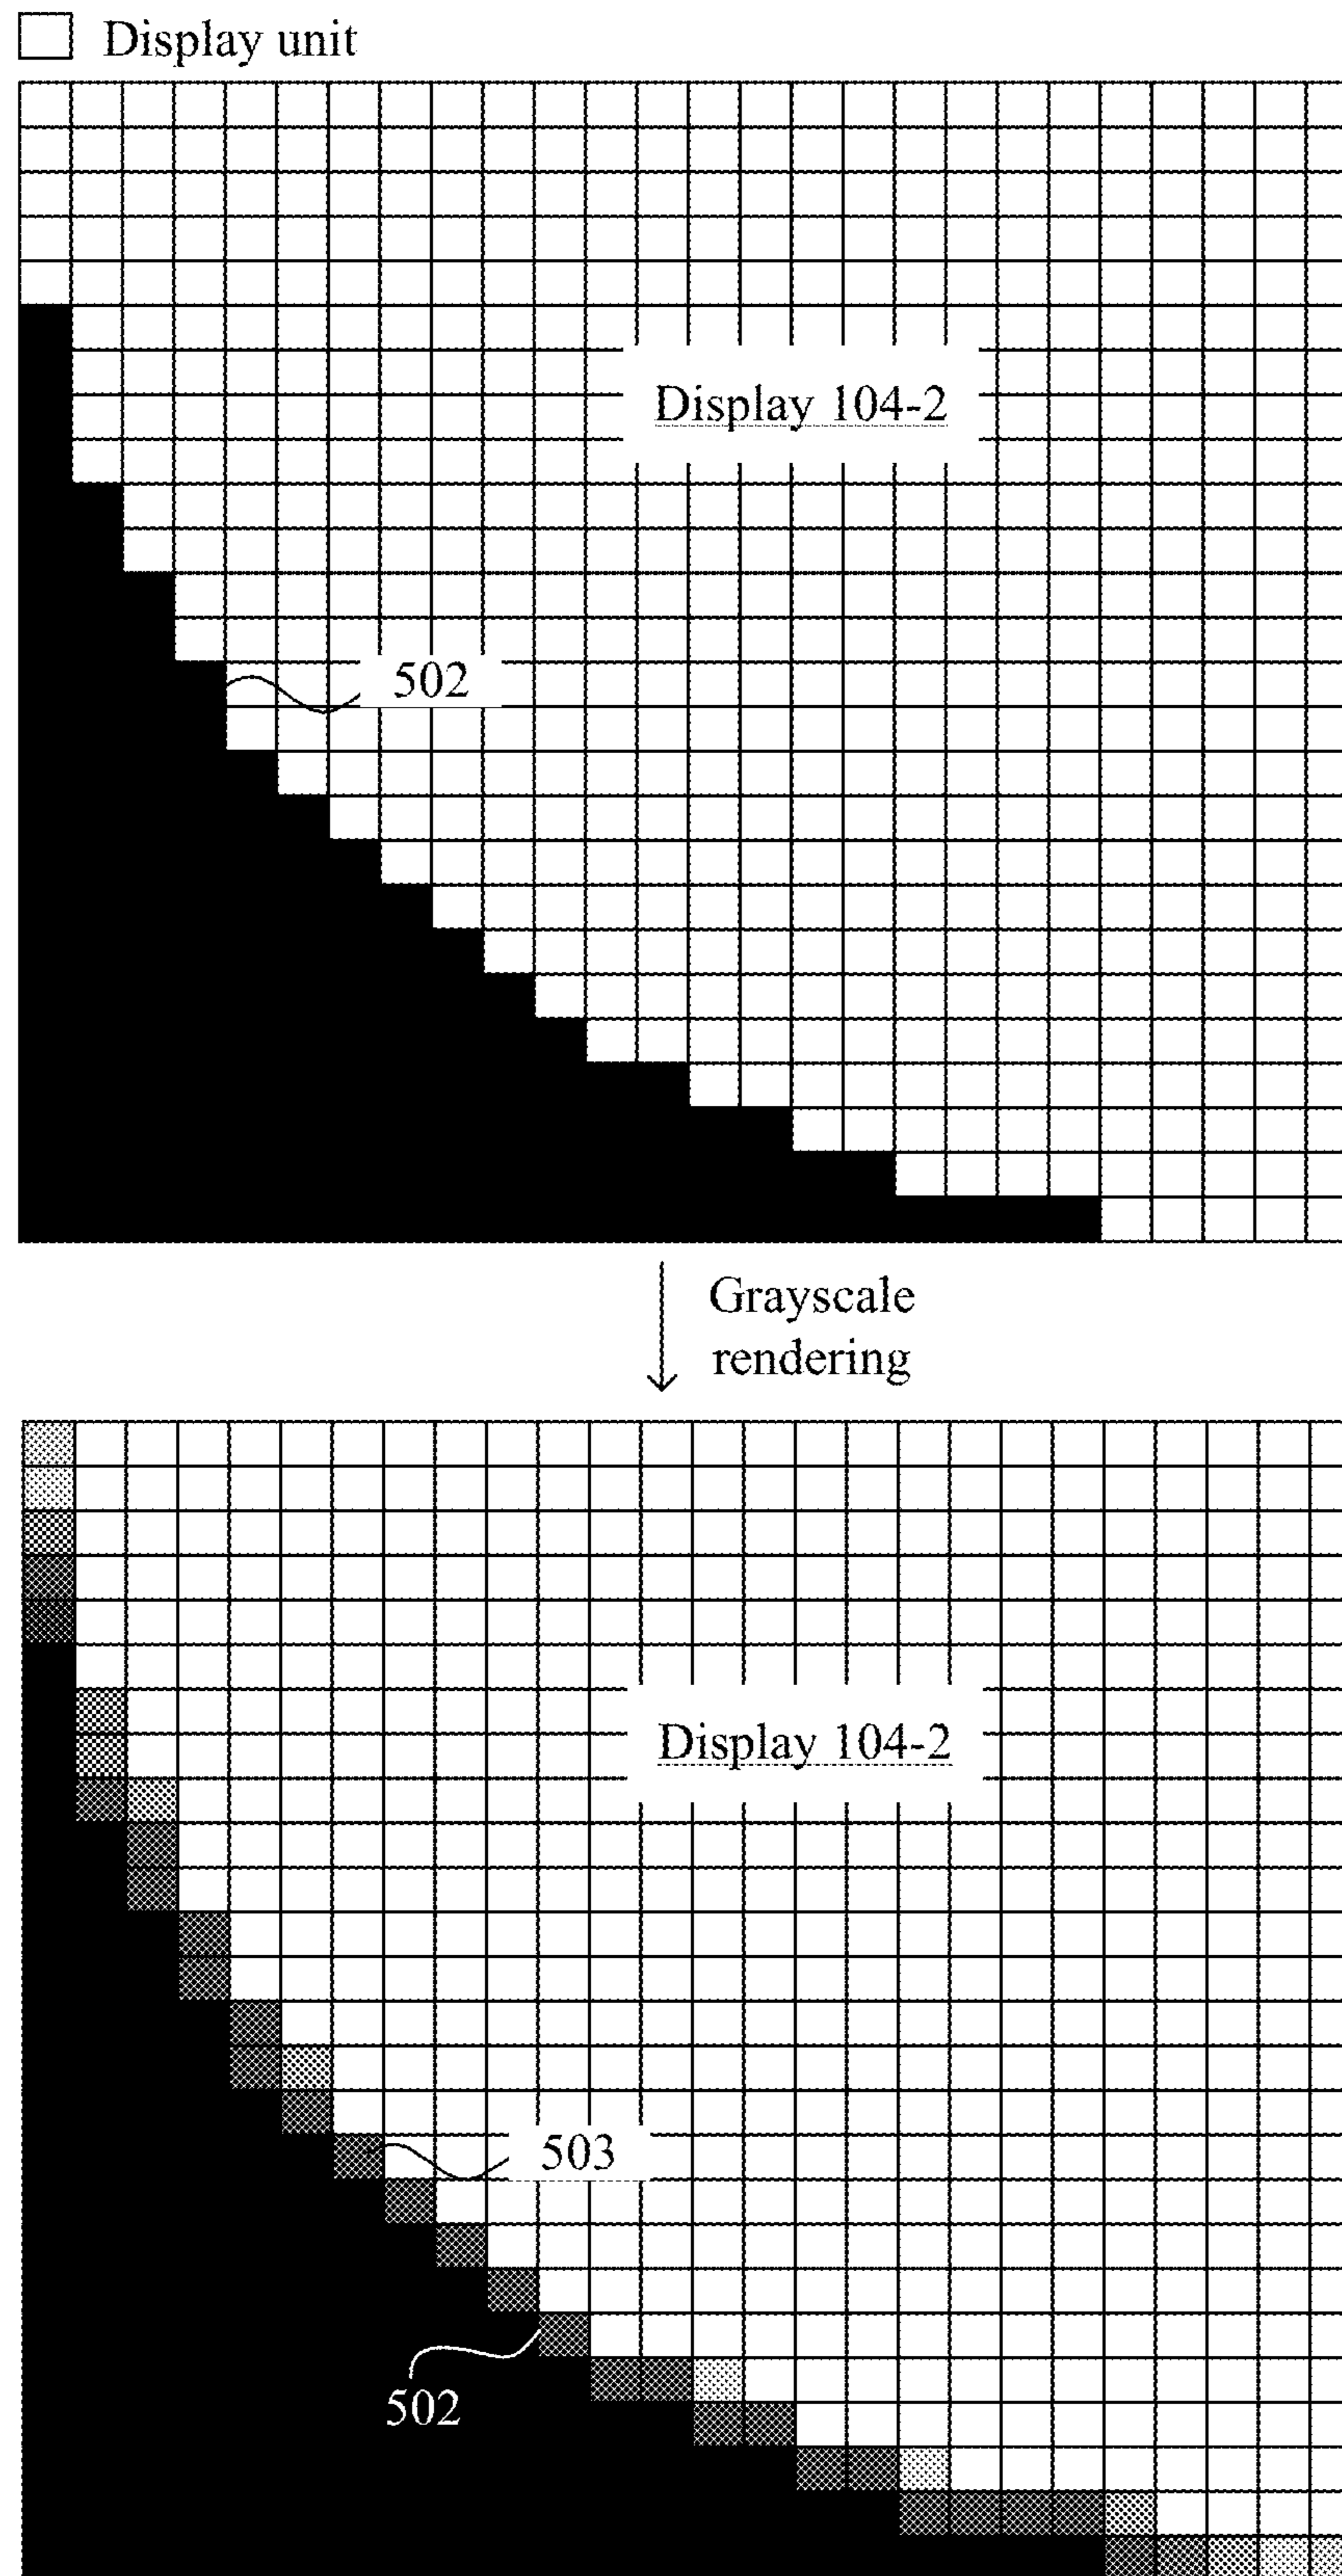 Display unit
Display 104-2
502
Grayscale
rendering
Display 104-2
503
502